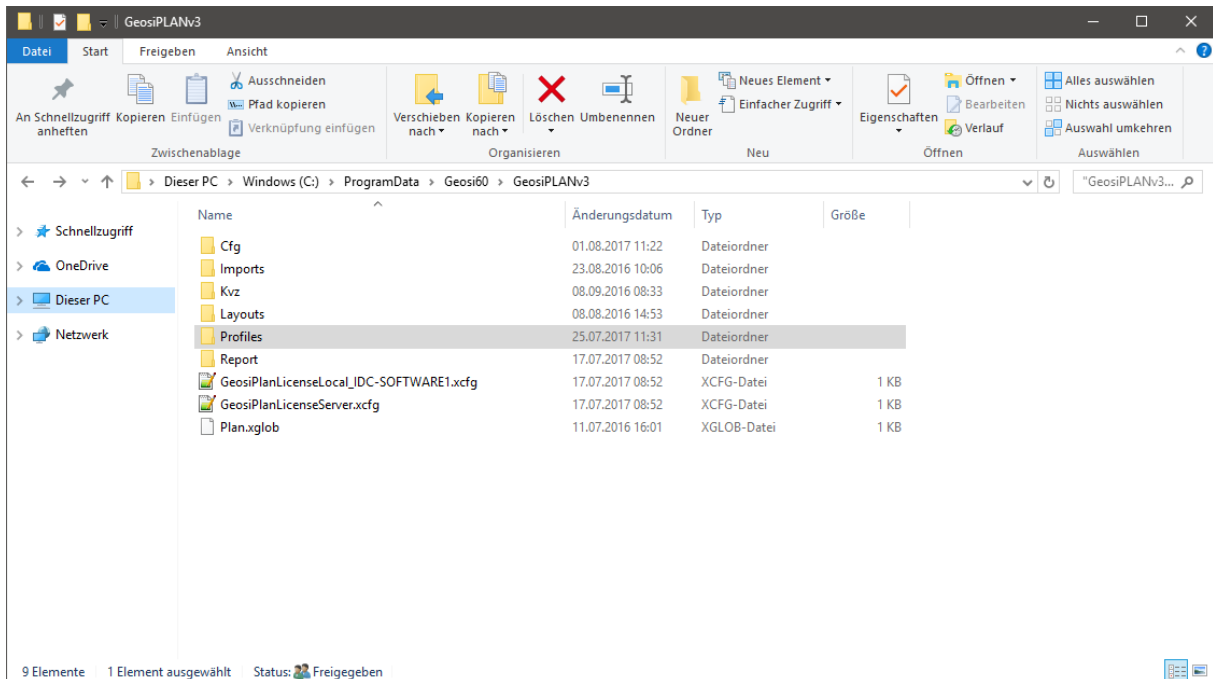 GeosiPLANv3
Datei Start Freigeben Ansicht
An Schnellzugriff anheften
Kopieren
Einfügen
Ausschneiden
Pfad kopieren
Verknüpfung einfügen
Zwischenablage
Verschieben nach
Kopieren nach
Löschen
Umbenennen
Organisieren
Neuer Ordner
Neues Element
Einfacher Zugriff
Neu
Eigenschaften
Öffnen
Bearbeiten
Verlauf
Öffnen
Alles auswählen
Nichts auswählen
Auswahl umkehren
Auswählen
Dieser PC > Windows (C:) > ProgramData > Geosi60 > GeosiPLANv3
"GeosiPLANv3...
Schnellzugriff
OneDrive
Dieser PC
Netzwerk
Name Änderungsdatum Typ Größe
Cfg 01.08.2017 11:22 Dateiordner
Imports 23.08.2016 10:06 Dateiordner
Kvz 08.09.2016 08:33 Dateiordner
Layouts 08.08.2016 14:53 Dateiordner
Profiles 25.07.2017 11:31 Dateiordner
Report 17.07.2017 08:52 Dateiordner
GeosiPlanLicenseLocal_IDC-SOFTWARE1.xcfg 17.07.2017 08:52 XCFG-Datei 1 KB
GeosiPlanLicenseServer.xcfg 17.07.2017 08:52 XCFG-Datei 1 KB
Plan.xglob 11.07.2016 16:01 XGLOB-Datei 1 KB
9 Elemente 1 Element ausgewählt Status: Freigegeben